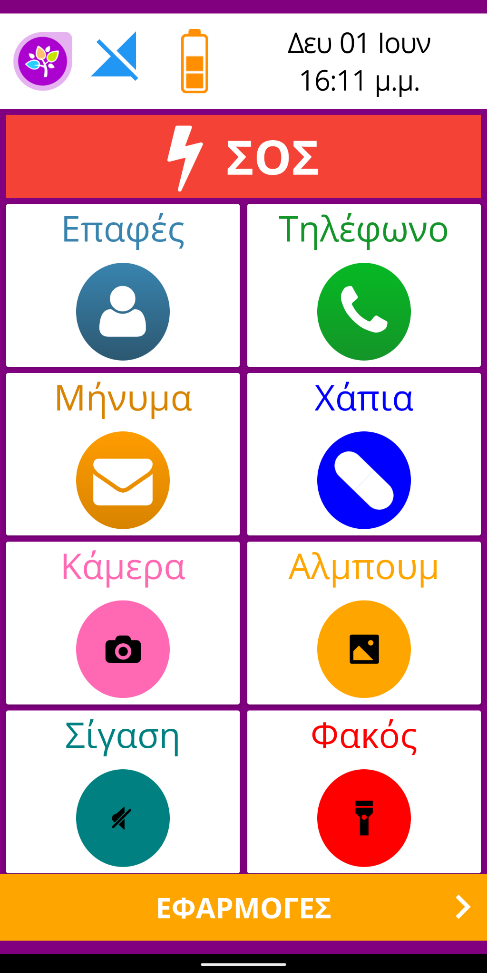 Δευ 01 Ιουν
16:11 μ.μ.
ΣΟΣ
Επαφές
Τηλέφωνο
Μήνυμα
Χάπια
Κάμερα
Αλμπουμ
Σίγαση
Φακός
ΕΦΑΡΜΟΓΕΣ